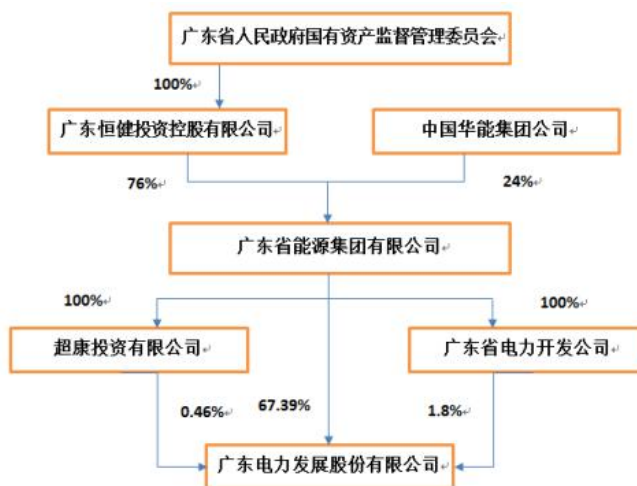 广东省人民政府国有资产监督管理委员会
100%
广东恒健投资控股有限公司
中国华能集团公司
76%
24%
广东省能源集团有限公司
100%
100%
超康投资有限公司
广东省电力开发公司
0.46%
67.39%
1.8%
广东电力发展股份有限公司